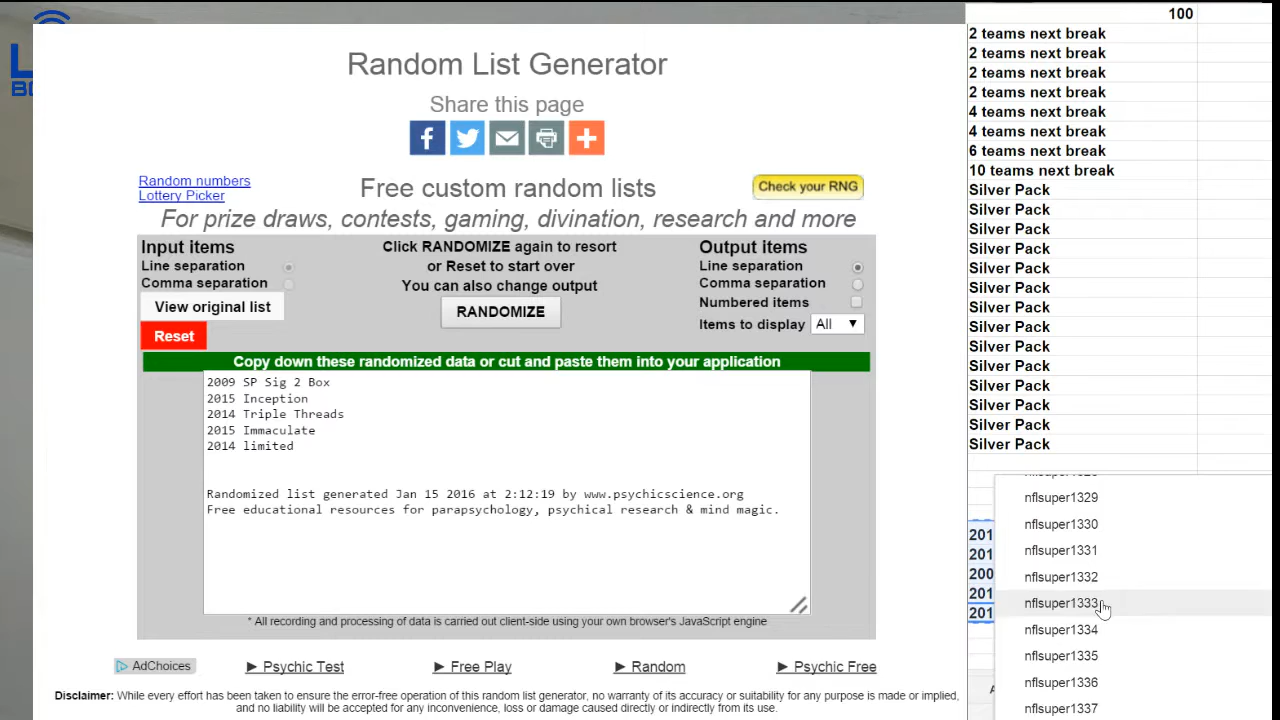 Random List Generator
Share this page
Random numbers
Lottery Picker
Free custom random lists
Check your RNG
For prize draws, contests, gaming, divination, research and more
Input items
Line separation
Comma separation
View original list
Reset
Click RANDOMIZE again to resort
or Reset to start over
You can also change output
RANDOMIZE
Output items
Line separation
Comma separation
Numbered items
Items to display All
Copy down these randomized data or cut and paste them into your application
2009 SP Sig 2 Box
2015 Inception
2014 Triple Threads
2015 Immaculate
2014 limited
Randomized list generated Jan 15 2016 at 2:12:19 by www.psychicscience.org
Free educational resources for parapsychology, psychical research & mind magic.
* All recording and processing of data is carried out client-side using your own browser's JavaScript engine
AdChoices
► Psychic Test
► Free Play
► Random
► Psychic Free
Disclaimer: While every effort has been taken to ensure the error-free operation of this random list generator, no warranty of its accuracy or suitability for any purpose is made or implied,
and no liability will be accepted for any inconvenience, loss or damage caused directly or indirectly from its use.
100
2 teams next break
2 teams next break
2 teams next break
2 teams next break
4 teams next break
4 teams next break
6 teams next break
10 teams next break
Silver Pack
Silver Pack
Silver Pack
Silver Pack
Silver Pack
Silver Pack
Silver Pack
Silver Pack
Silver Pack
Silver Pack
Silver Pack
Silver Pack
Silver Pack
Silver Pack
201
201
200
201
201
nflsuper1329
nflsuper1330
nflsuper1331
nflsuper1332
nflsuper1333
nflsuper1334
nflsuper1335
nflsuper1336
nflsuper1337